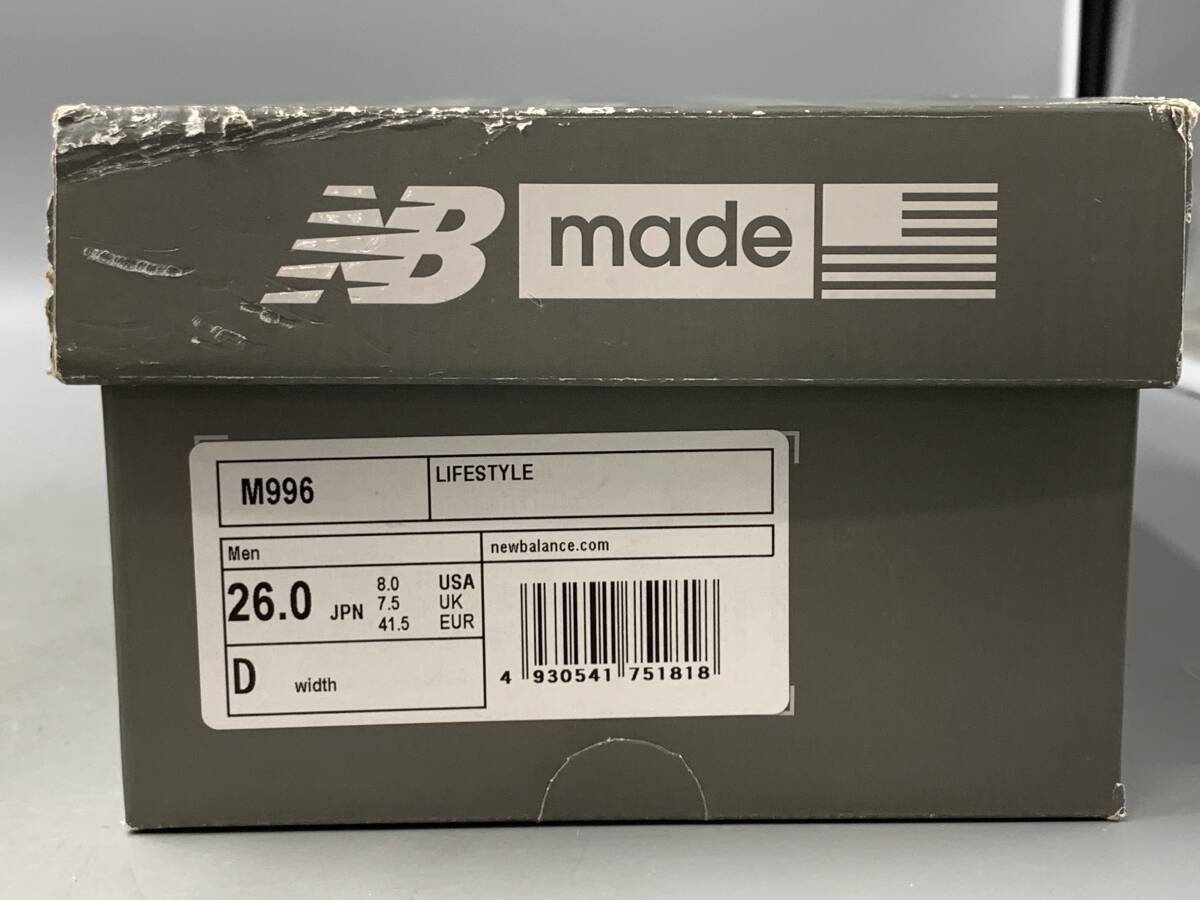 NB made
M996
LIFESTYLE
Men
newbalance.com
26.0 JPN
8.0 USA
7.5 UK
41.5 EUR
D width
4 930541 751818